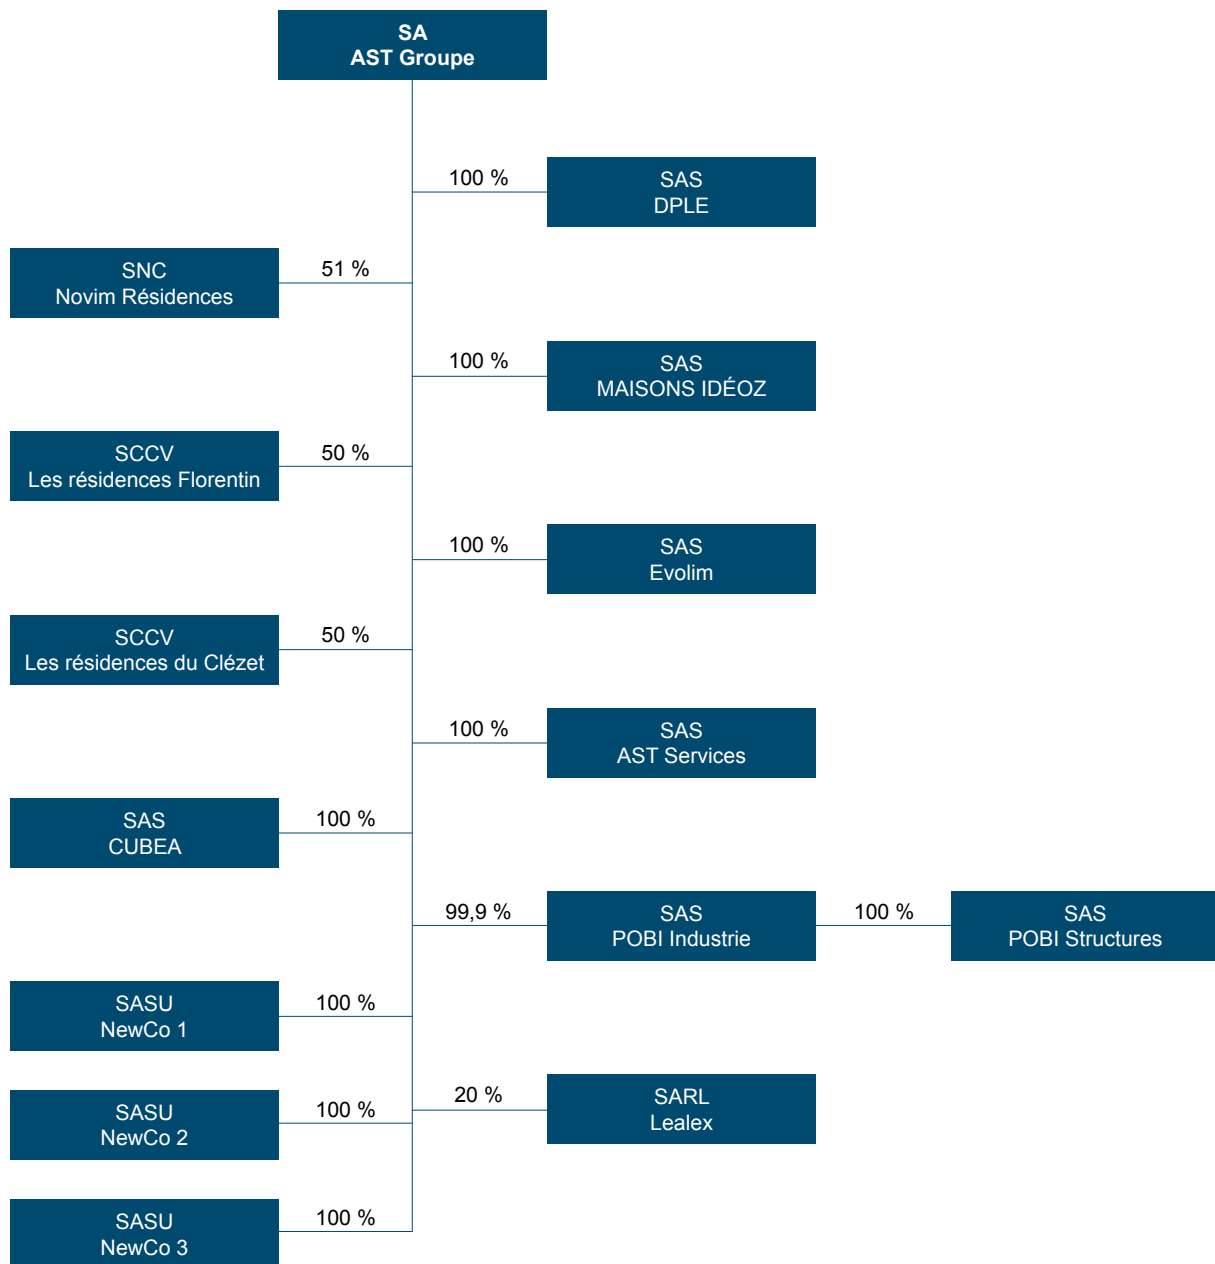 SA
AST Groupe
100 %
SAS
DPLE
SNC
Novim Résidences
51 %
100 %
SAS
MAISONS IDÉOZ
SCCV
Les résidences Florentin
50 %
100 %
SAS
Evolim
SCCV
Les résidences du Clézet
50 %
100 %
SAS
AST Services
SAS
CUBEA
100 %
99,9 %
SAS
POBI Industrie
100 %
SAS
POBI Structures
SASU
NewCo 1
100 %
20 %
SARL
Lealex
SASU
NewCo 2
100 %
SASU
NewCo 3
100 %